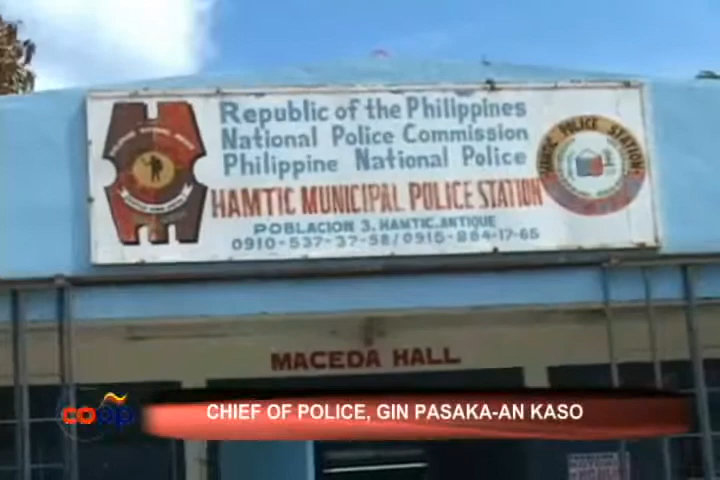 Republic of the Philippines
National Police Commission
Philippine National Police
HAMTIC MUNICIPAL POLICE STATION
POBLACION 3, HAMTIC, ANTIQUE
0910-537-37-58/0915-884-17-65
MACEDA HALL
coop
CHIEF OF POLICE, GIN PASAKA-AN KASO